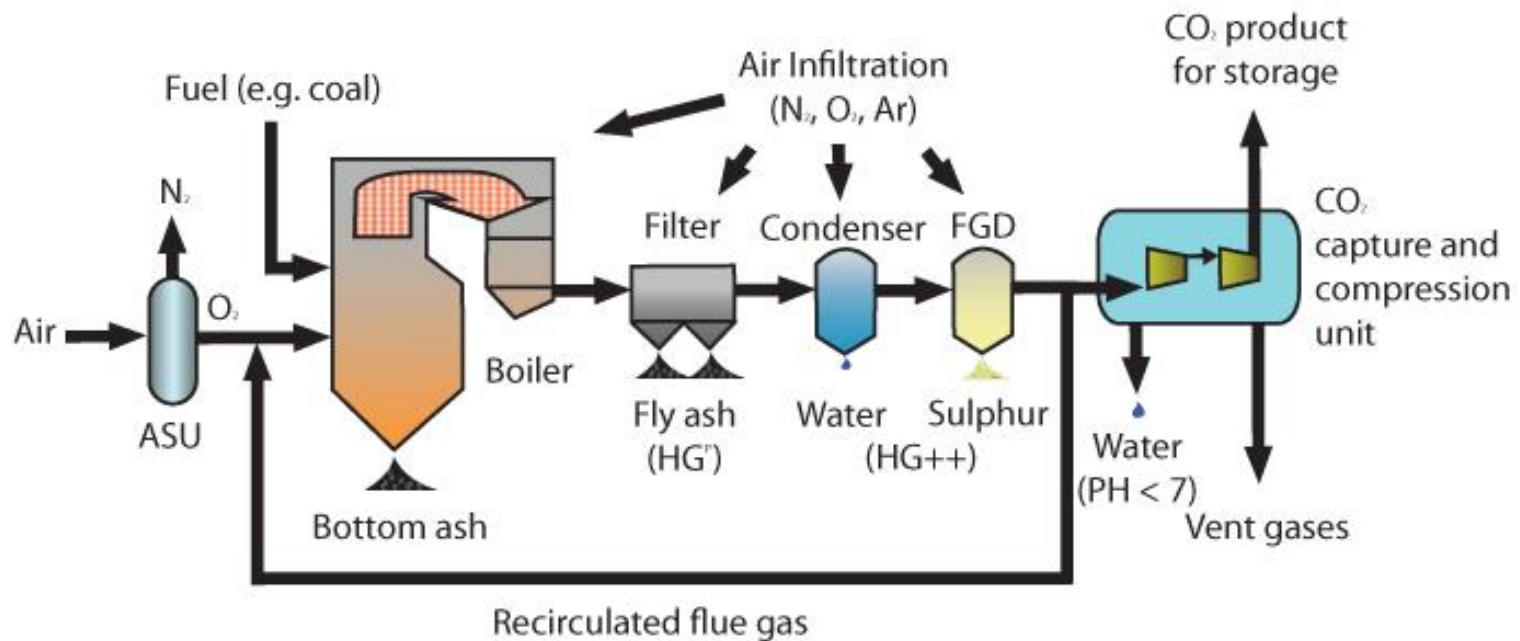 CO₂ product
for storage
Air Infiltration
(N₂, O₂, Ar)
Fuel (e.g. coal)
N₂
Filter
Condenser
FGD
CO₂
capture and
compression
unit
O₂
Air
Boiler
ASU
Fly ash
(HGᴾ)
Water
Sulphur
(HG++)
Water
(PH < 7)
Bottom ash
Vent gases
Recirculated flue gas